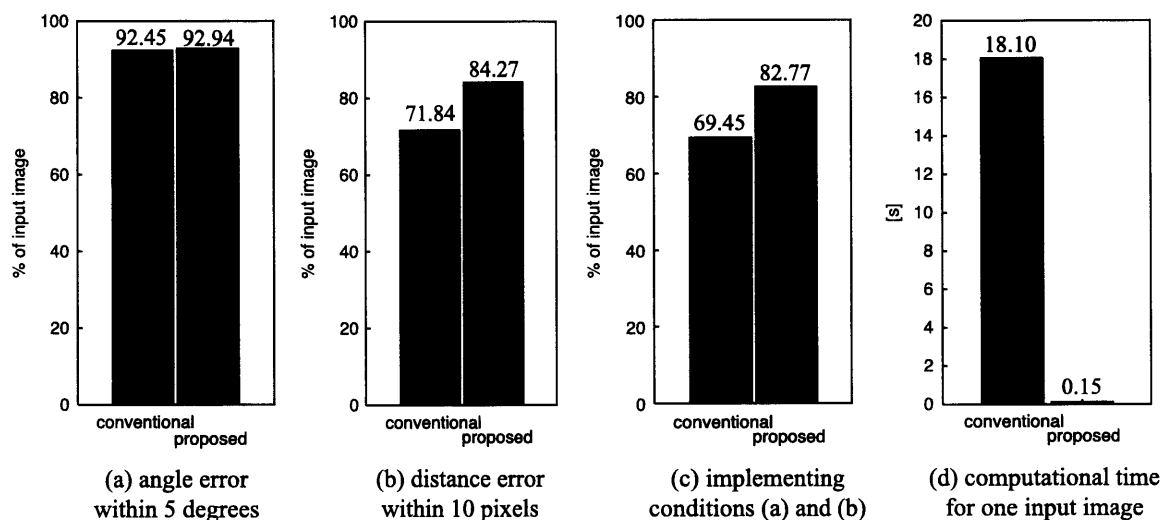 100
80
60
40
20
0
% of input image
92.45 92.94
conventional
proposed
(a) angle error
within 5 degrees
100
80
60
40
20
0
% of input image
71.84
84.27
conventional
proposed
(b) distance error
within 10 pixels
100
80
60
40
20
0
% of input image
69.45
82.77
conventional
proposed
(c) implementing
conditions (a) and (b)
20
18
16
14
12
10
8
6
4
2
0
[s]
18.10
0.15
conventional
proposed
(d) computational time
for one input image